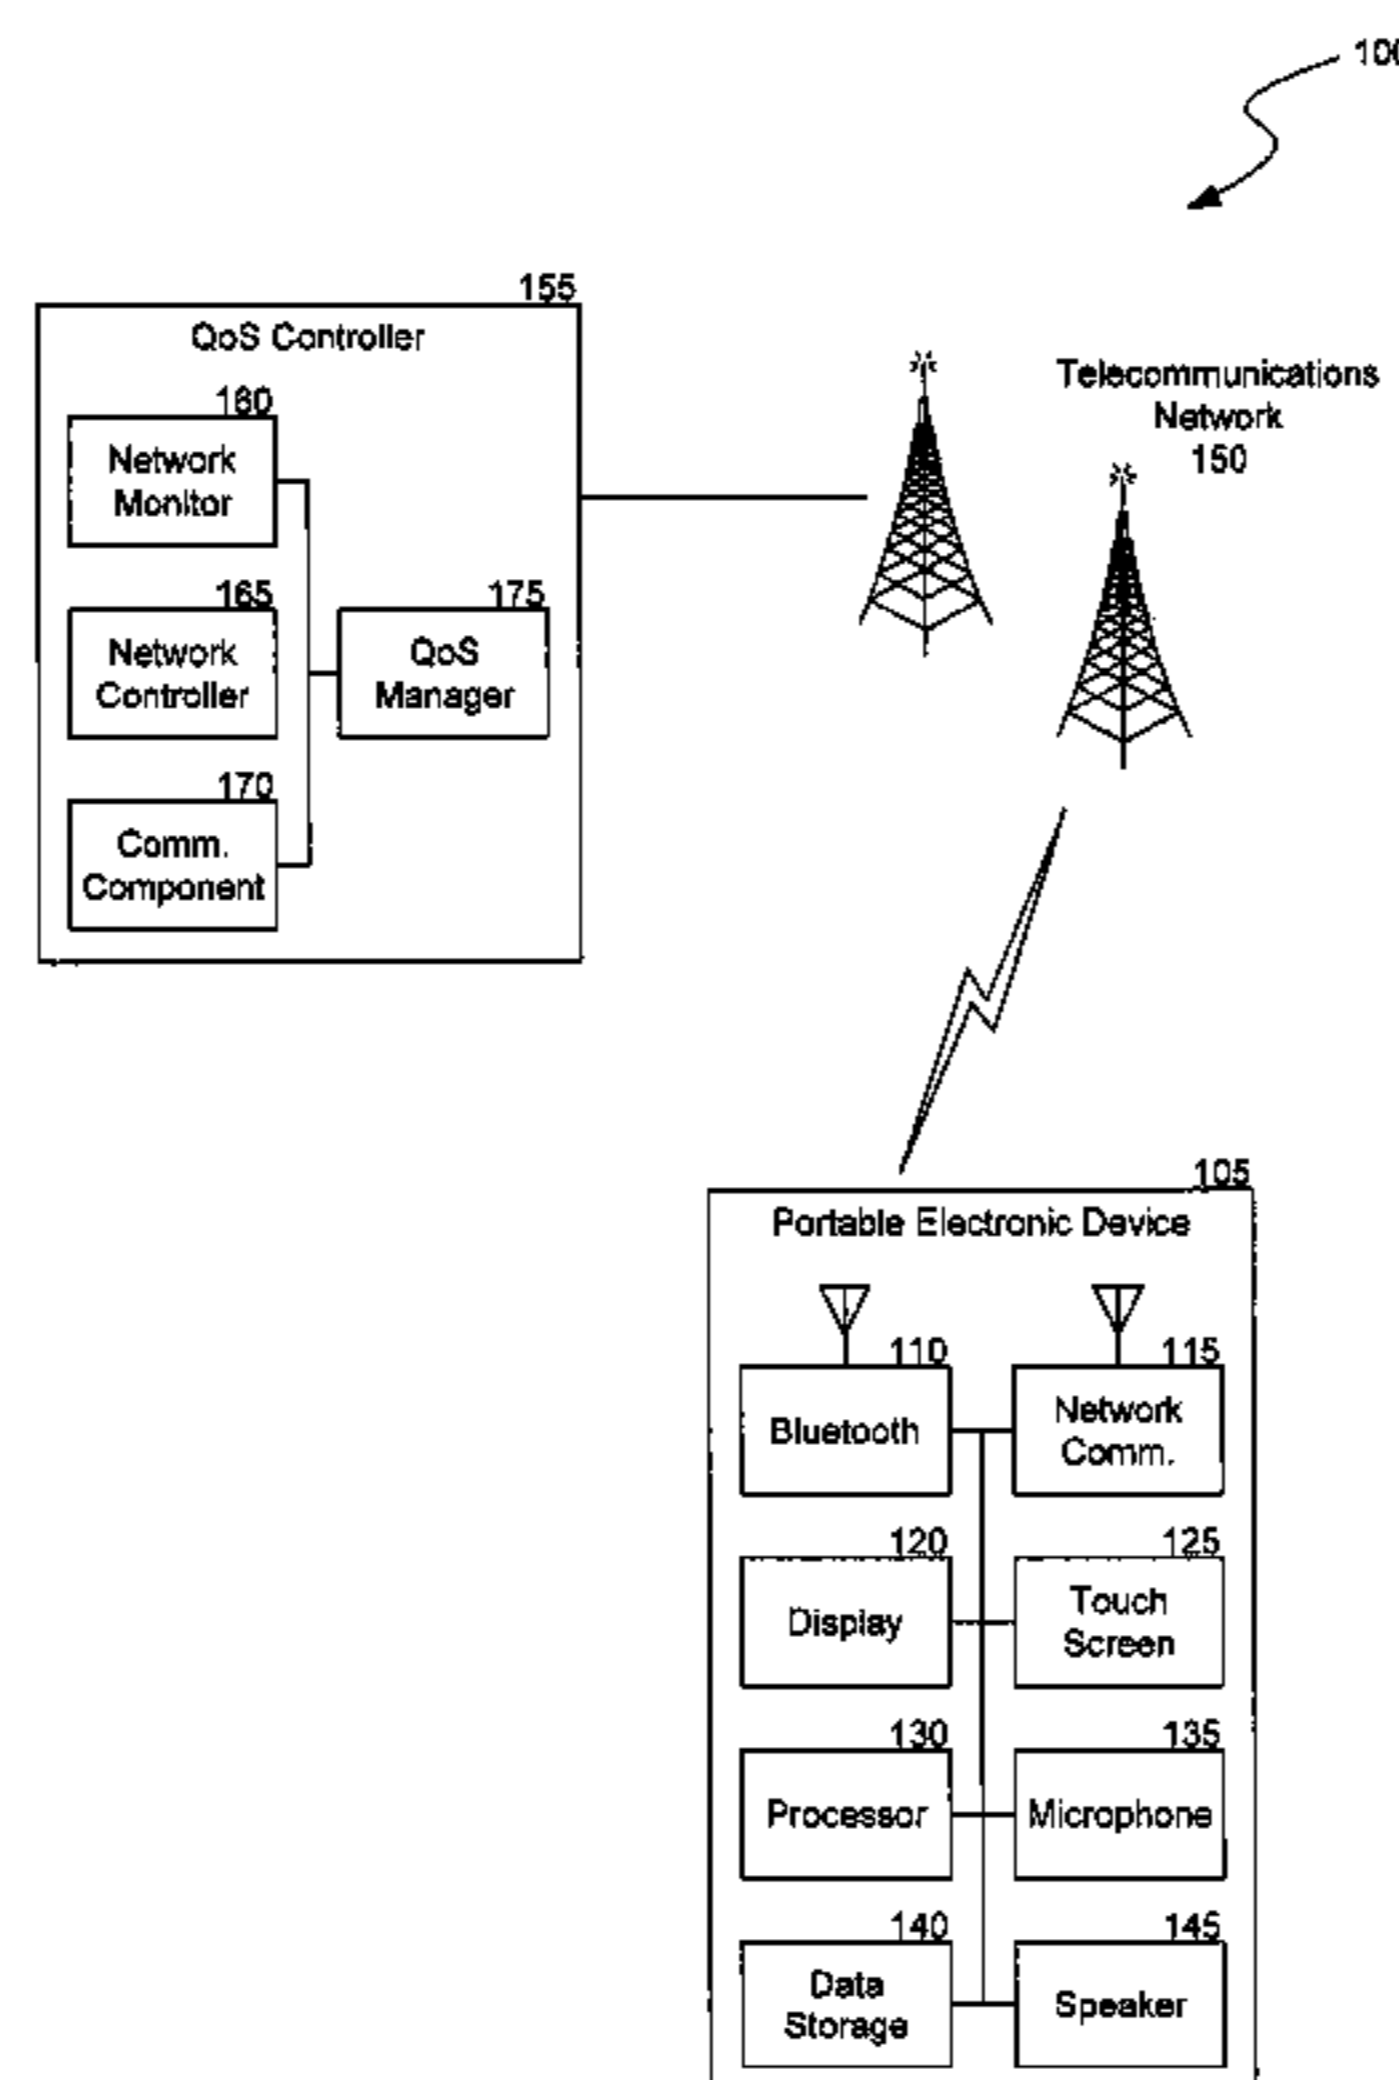 100
155
QoS Controller
160
Network
Monitor
165
Network
Controller
170
Comm.
Component
175
QoS
Manager
Telecommunications
Network
150
105
Portable Electronic Device
110
Bluetooth
115
Network
Comm.
120
Display
125
Touch
Screen
130
Processor
135
Microphone
140
Data
Storage
145
Speaker